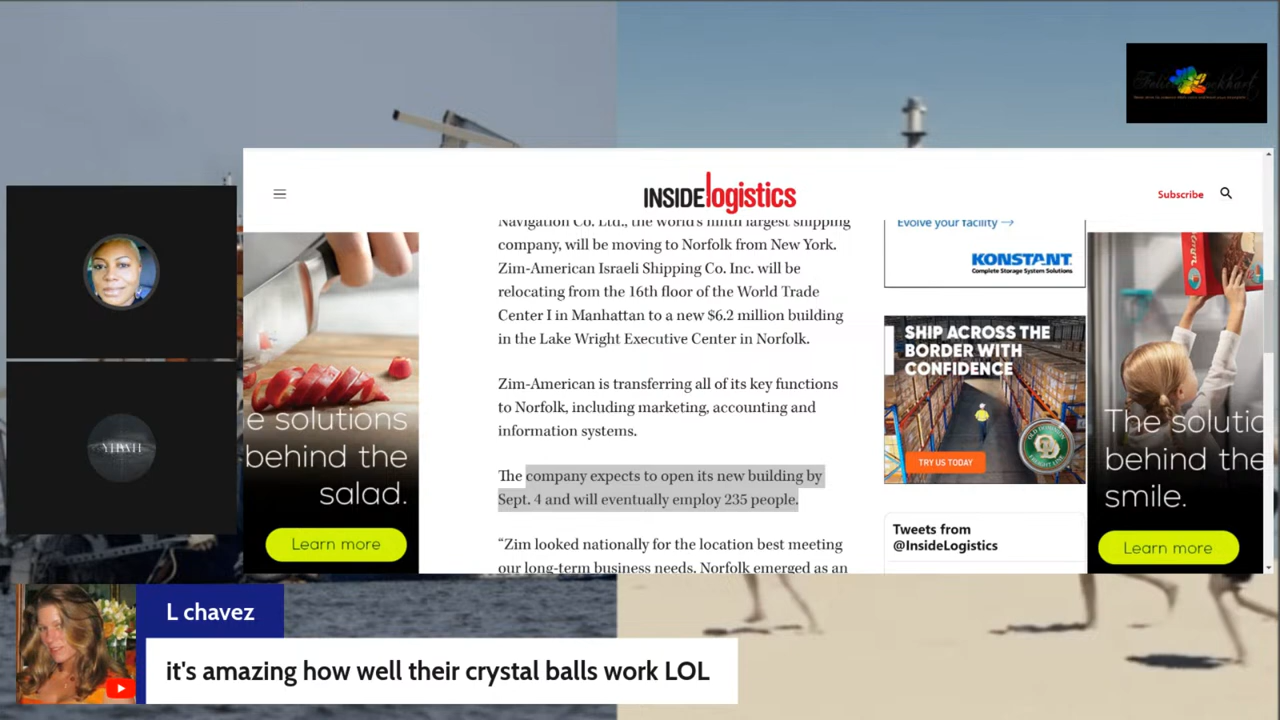 INSIDElogistics
Subscribe
Navigation Co. Ltd., the world's ninth largest shipping
company, will be moving to Norfolk from New York.
Zim-American Israeli Shipping Co. Inc. will be
relocating from the 16th floor of the World Trade
Center I in Manhattan to a new $6.2 million building
in the Lake Wright Executive Center in Norfolk.
Zim-American is transferring all of its key functions
to Norfolk, including marketing, accounting and
information systems.
The company expects to open its new building by
Sept. 4 and will eventually employ 235 people.
“Zim looked nationally for the location best meeting
our long-term business needs. Norfolk emerged as an
e solutions
behind the
salad.
Learn more
Evolve your facility →
KONSTANT
Complete Storage System Solutions
SHIP ACROSS THE
BORDER WITH
CONFIDENCE
TRY US TODAY
Tweets from
@InsideLogistics
The solutio
behind the
smile.
Learn more
L chavez
it's amazing how well their crystal balls work LOL